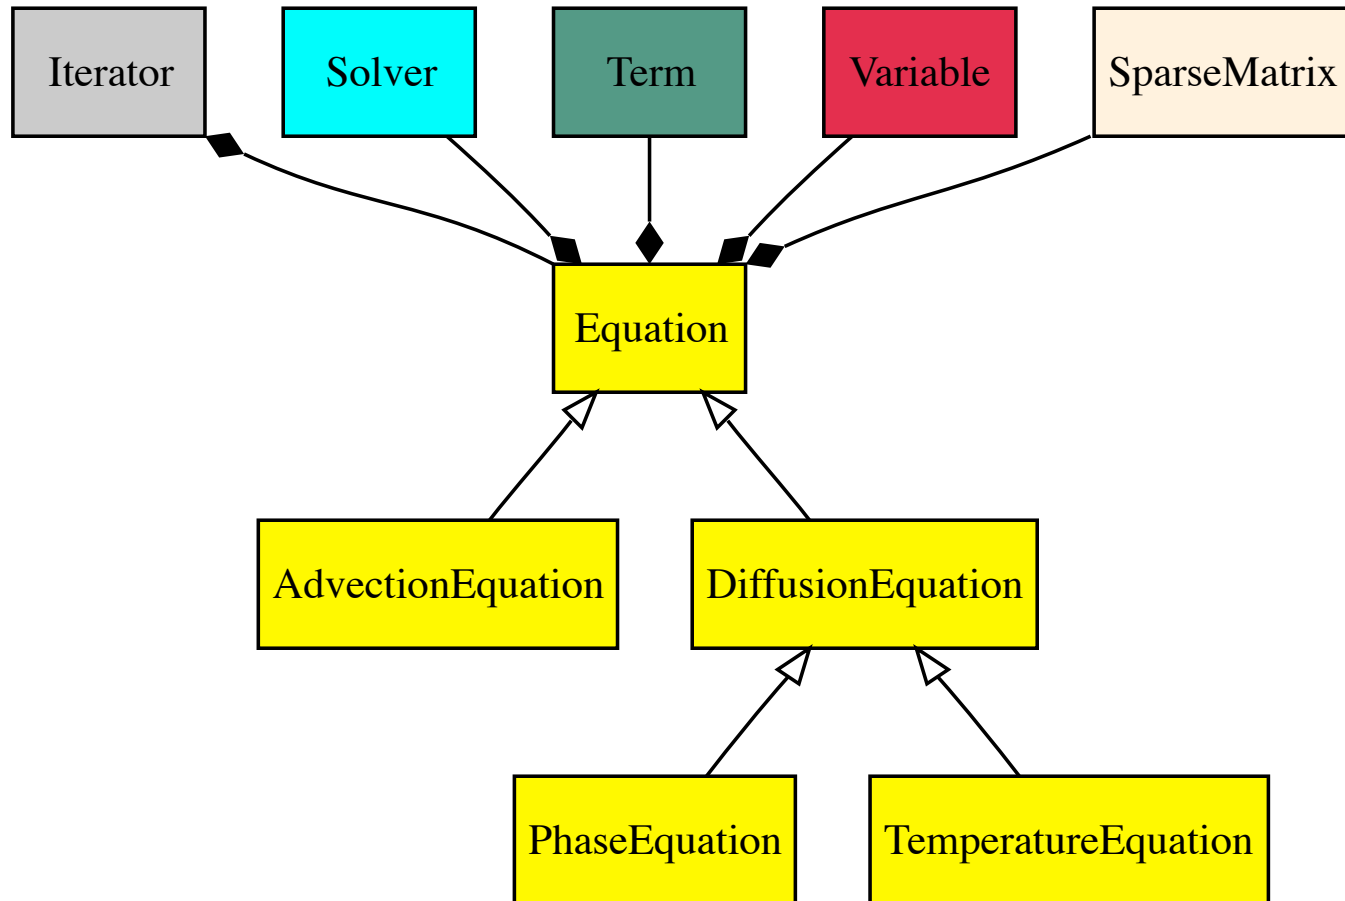 Iterator
Solver
Term
Variable
SparseMatrix
Equation
AdvectionEquation
DiffusionEquation
PhaseEquation
TemperatureEquation